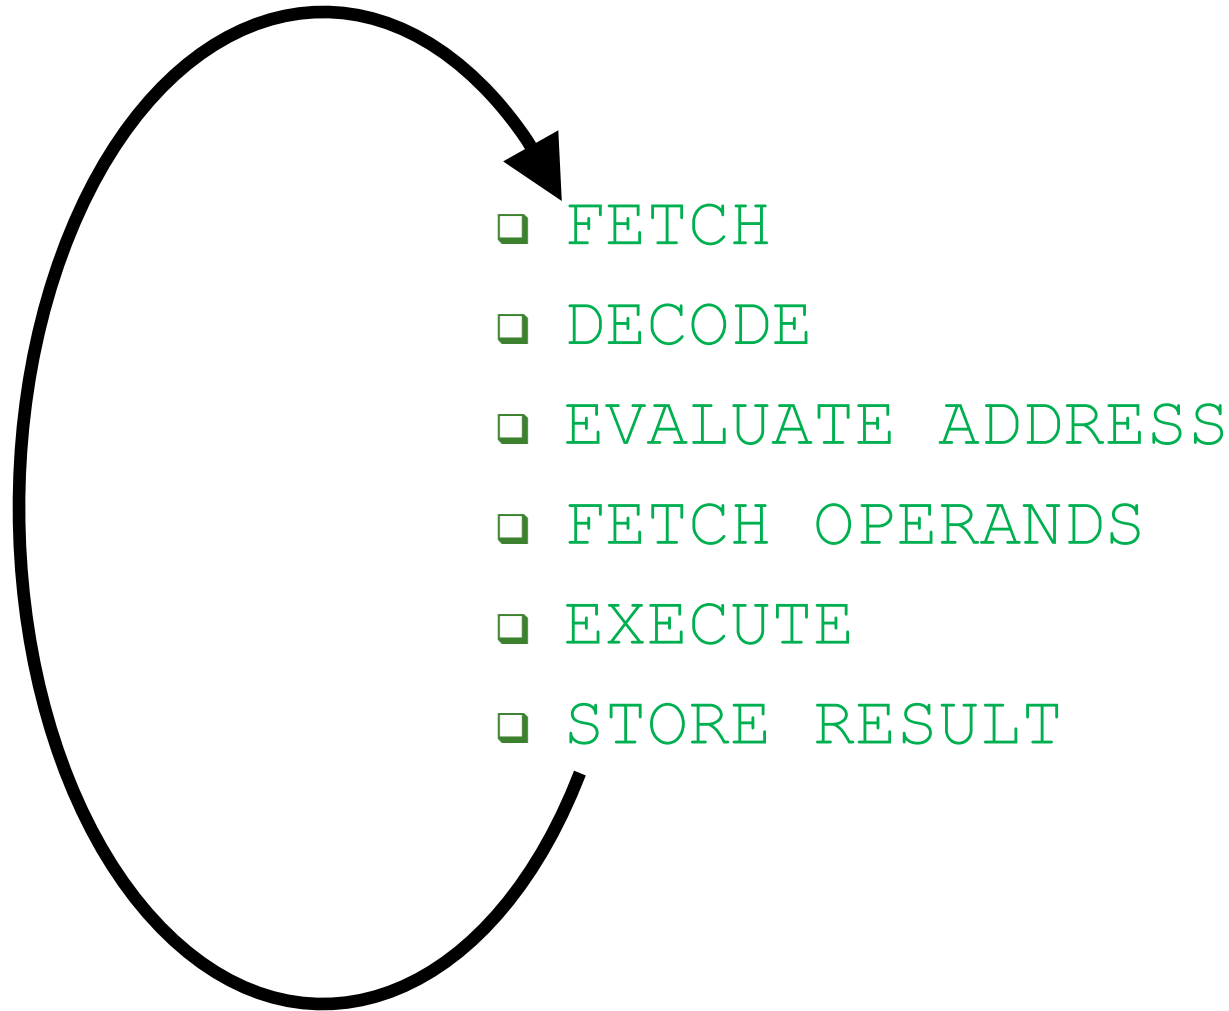 ❑ FETCH
❑ DECODE
❑ EVALUATE ADDRESS
❑ FETCH OPERANDS
❑ EXECUTE
❑ STORE RESULT